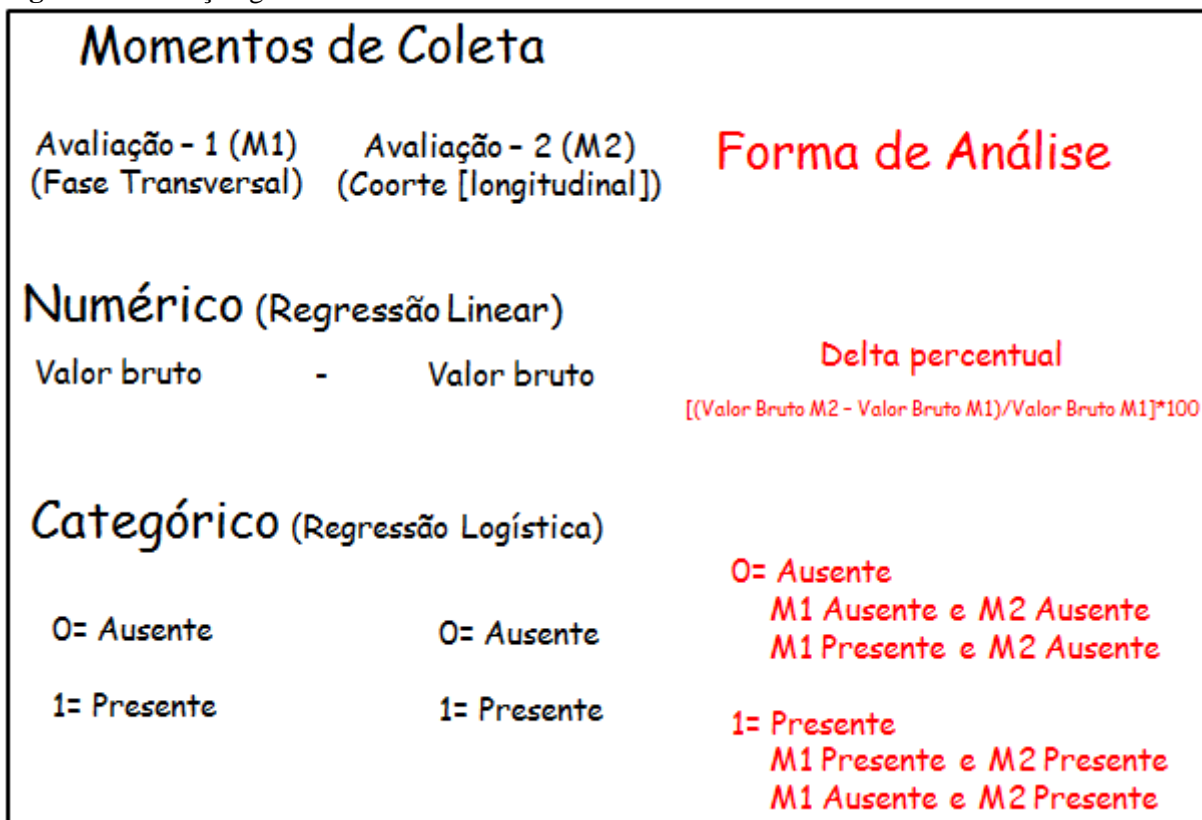 Momentos de Coleta
Avaliação – 1 (M1) Avaliação – 2 (M2)
(Fase Transversal) (Coorte [longitudinal])
Forma de Análise
Numérico (Regressão Linear)
Valor bruto - Valor bruto
Delta percentual
[(Valor Bruto M2 – Valor Bruto M1)/Valor Bruto M1]*100
Categórico (Regressão Logística)
0= Ausente 0= Ausente
1= Presente 1= Presente
0= Ausente
M1 Ausente e M2 Ausente
M1 Presente e M2 Ausente
1= Presente
M1 Presente e M2 Presente
M1 Ausente e M2 Presente